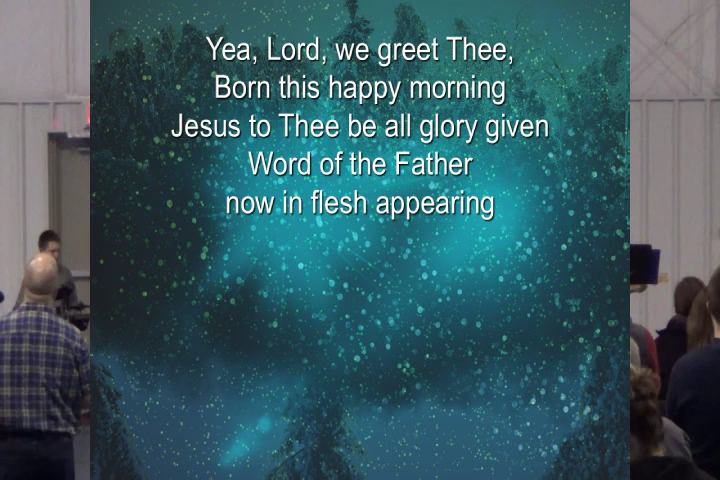 Yea, Lord, we greet Thee,
Born this happy morning
Jesus to Thee be all glory given
Word of the Father
now in flesh appearing